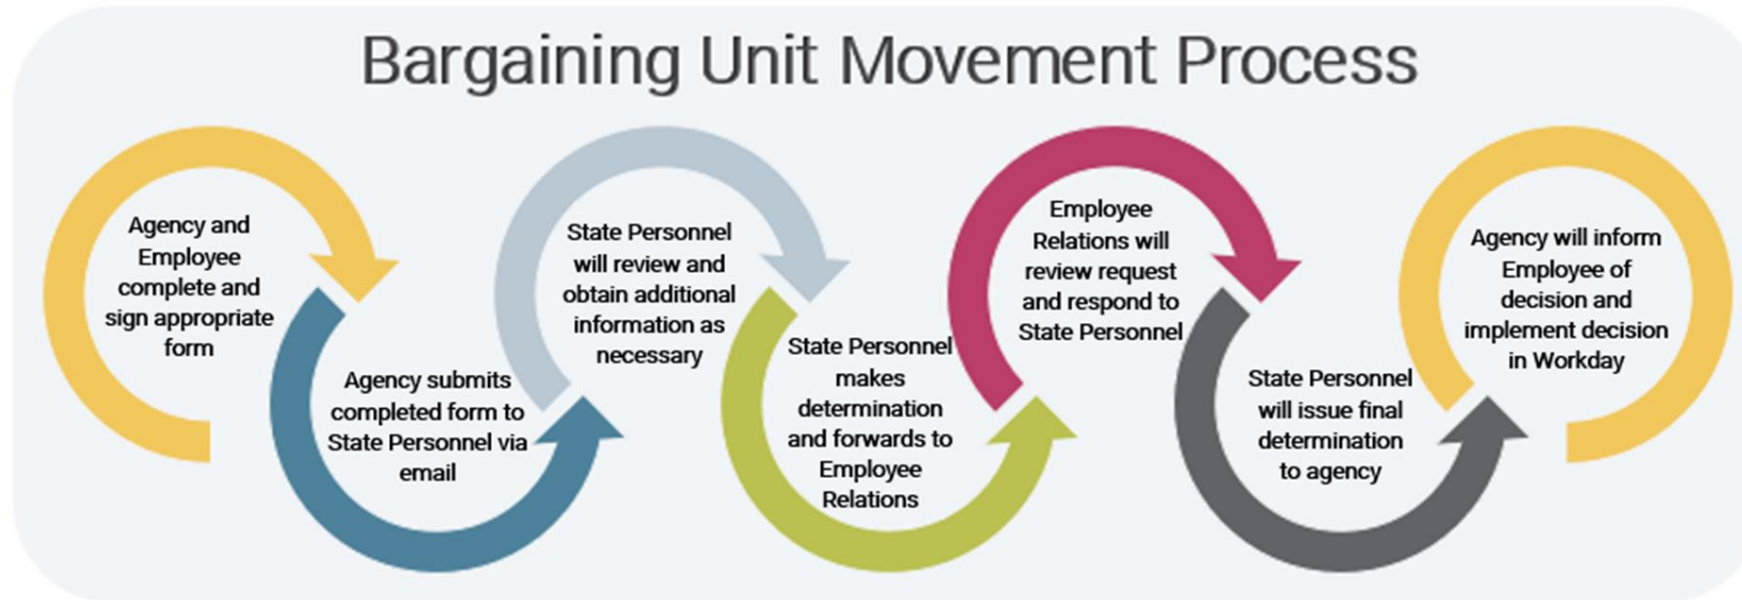 Bargaining Unit Movement Process
Agency and
Employee
complete and
sign appropriate
form
Agency submits
completed form to
State Personnel via
email
State Personnel
will review and
obtain additional
information as
necessary
State Personnel
makes
determination
and forwards to
Employee
Relations
Employee
Relations will
review request
and respond to
State Personnel
State Personnel
will issue final
determination
to agency
Agency will inform
Employee of
decision and
implement decision
in Workday